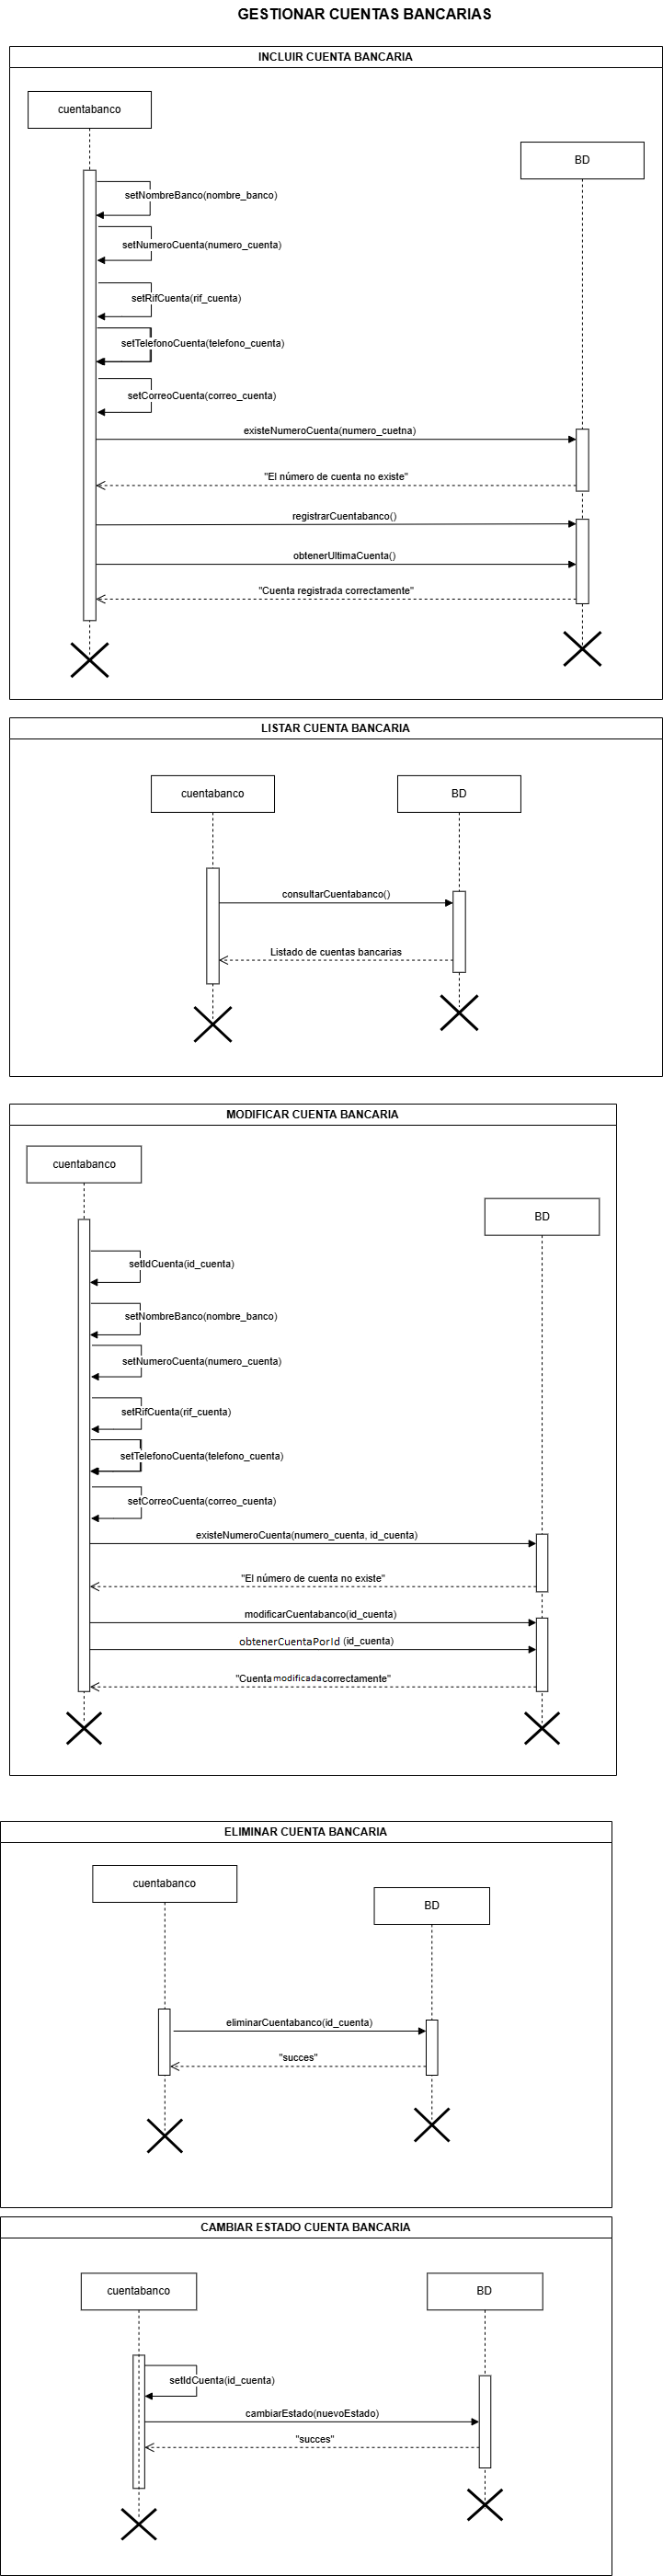 GESTIONAR CUENTAS BANCARIAS
INCLUIR CUENTA BANCARIA
cuentabanco
BD
setNombreBanco(nombre_banco)
setNumeroCuenta(numero_cuenta)
setRifCuenta(rif_cuenta)
setTelefonoCuenta(telefono_cuenta)
setCorreoCuenta(correo_cuenta)
existeNumeroCuenta(numero_cuetna)
"El número de cuenta no existe"
registrarCuentabanco()
obtenerUltimaCuenta()
"Cuenta registrada correctamente"
LISTAR CUENTA BANCARIA
cuentabanco
BD
consultarCuentabanco()
Listado de cuentas bancarias
MODIFICAR CUENTA BANCARIA
cuentabanco
BD
setIdCuenta(id_cuenta)
setNombreBanco(nombre_banco)
setNumeroCuenta(numero_cuenta)
setRifCuenta(rif_cuenta)
setTelefonoCuenta(telefono_cuenta)
setCorreoCuenta(correo_cuenta)
existeNumeroCuenta(numero_cuenta, id_cuenta)
"El número de cuenta no existe"
modificarCuentabanco(id_cuenta)
obtenerCuentaPorId (id_cuenta)
"Cuenta modificada correctamente"
ELIMINAR CUENTA BANCARIA
cuentabanco
BD
eliminarCuentabanco(id_cuenta)
"succes"
CAMBIAR ESTADO CUENTA BANCARIA
cuentabanco
BD
setIdCuenta(id_cuenta)
cambiarEstado(nuevoEstado)
"succes"